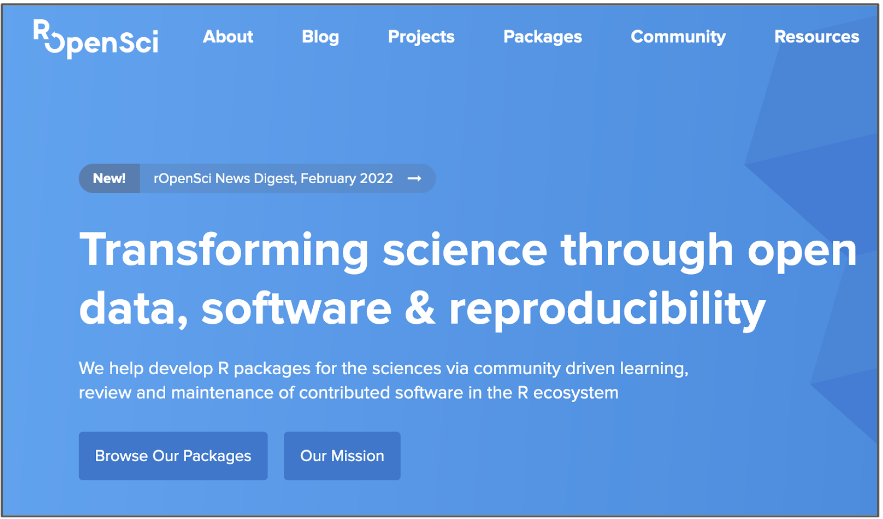 ROpenSci
About Blog Projects Packages Community Resources
New! rOpenSci News Digest, February 2022 →
Transforming science through open
data, software & reproducibility
We help develop R packages for the sciences via community driven learning,
review and maintenance of contributed software in the R ecosystem
Browse Our Packages Our Mission